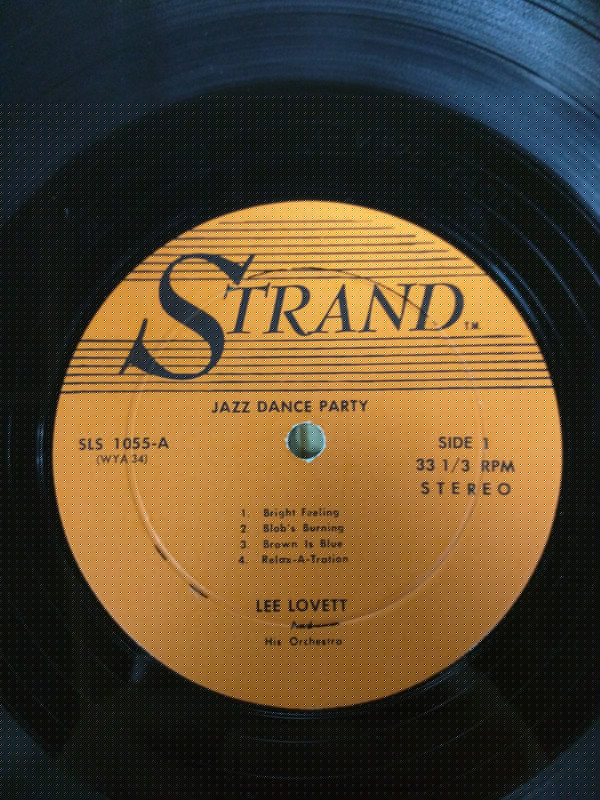 STRAND T.M.
JAZZ DANCE PARTY
SLS 1055-A
(WYA 34)
SIDE 1
33 1/3 RPM
STEREO
1. Bright Feeling
2. Blob's Burning
3. Brown Is Blue
4. Relax-A-Tration
LEE LOVETT
And
His Orchestra